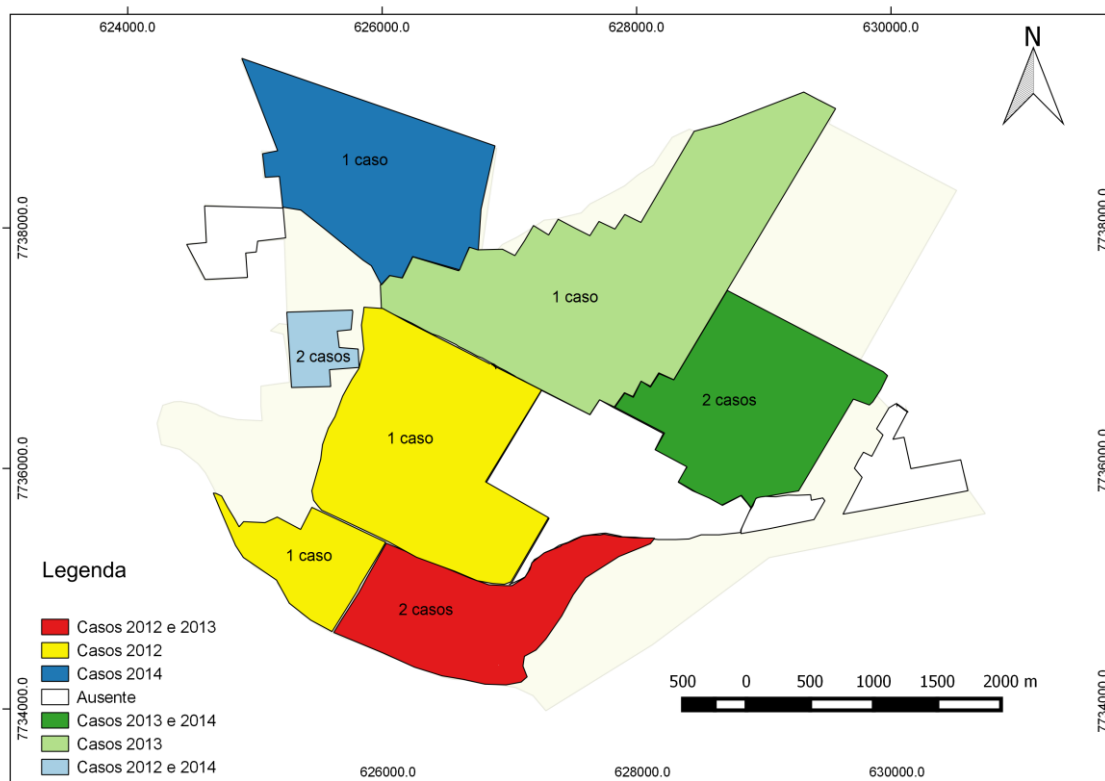 624000.0 626000.0 628000.0 630000.0
N
1 caso
7738000.0 7738000.0
1 caso
2 casos
2 casos
1 caso
7736000.0 7736000.0
1 caso
2 casos
Legenda
Casos 2012 e 2013
Casos 2012
Casos 2014
Ausente
Casos 2013 e 2014
Casos 2013
Casos 2012 e 2014
500 0 500 1000 1500 2000 m
7734000.0 7734000.0
626000.0 628000.0 630000.0